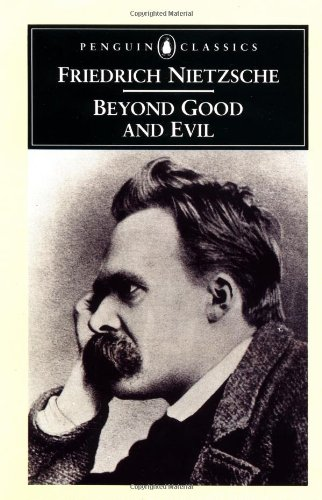 PENGUIN CLASSICS
FRIEDRICH NIETZSCHE
BEYOND GOOD
AND EVIL